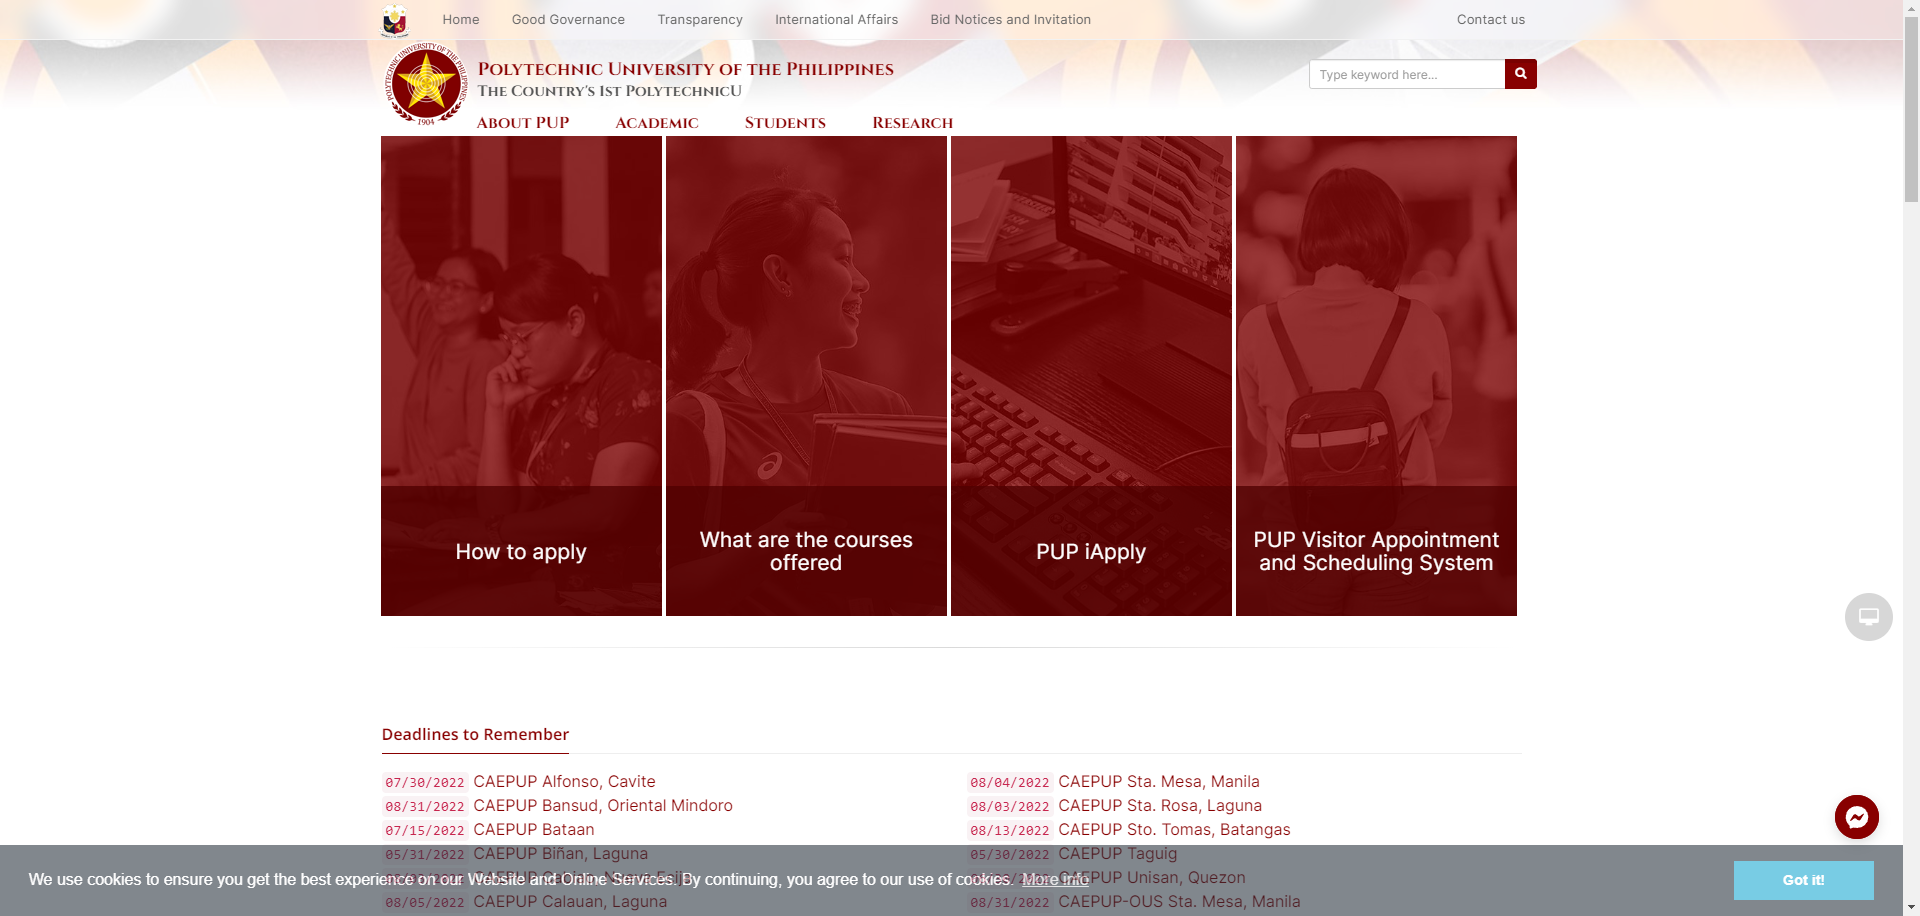 Home Good Governance Transparency International Affairs Bid Notices and Invitation Contact us
POLYTECHNIC UNIVERSITY OF THE PHILIPPINES
1904
Polytechnic University of the Philippines
The Country's 1st PolytechnicU
Type keyword here...
About PUP Academic Students Research
How to apply
What are the courses
offered
PUP iApply
PUP Visitor Appointment
and Scheduling System
Deadlines to Remember
07/30/2022 CAEPUP Alfonso, Cavite
08/31/2022 CAEPUP Bansud, Oriental Mindoro
07/15/2022 CAEPUP Bataan
05/31/2022 CAEPUP Biñan, Laguna
08/05/2022 CAEPUP Calauan, Laguna
08/04/2022 CAEPUP Sta. Mesa, Manila
08/03/2022 CAEPUP Sta. Rosa, Laguna
08/13/2022 CAEPUP Sto. Tomas, Batangas
05/30/2022 CAEPUP Taguig
CAEPUP Unisan, Quezon
08/31/2022 CAEPUP-OUS Sta. Mesa, Manila
We use cookies to ensure you get the best experience on our Website and Online Services. By continuing, you agree to our use of cookies. More info
Got it!